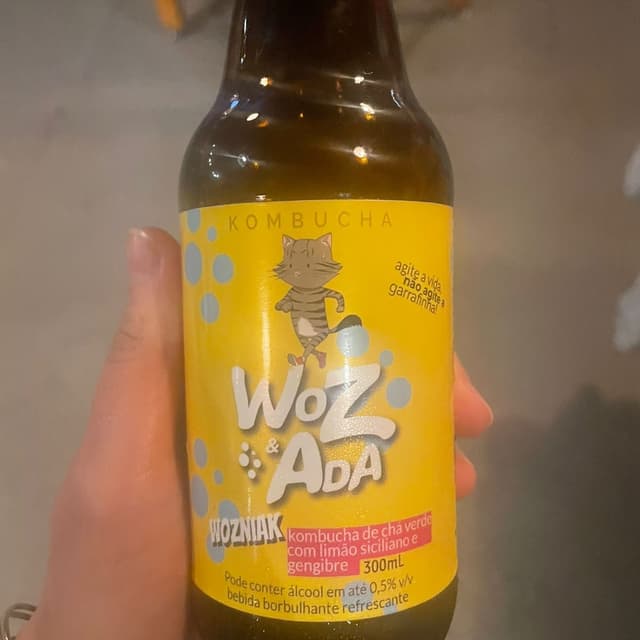 KOMBUCHA
agite a vida,
não agite a
garrafinha!
WOZ
&
ADA
WOZNIAK
kombucha de chá verde
com limão siciliano e
gengibre 300mL
Pode conter álcool em até 0,5% v/v
bebida borbulhante refrescante